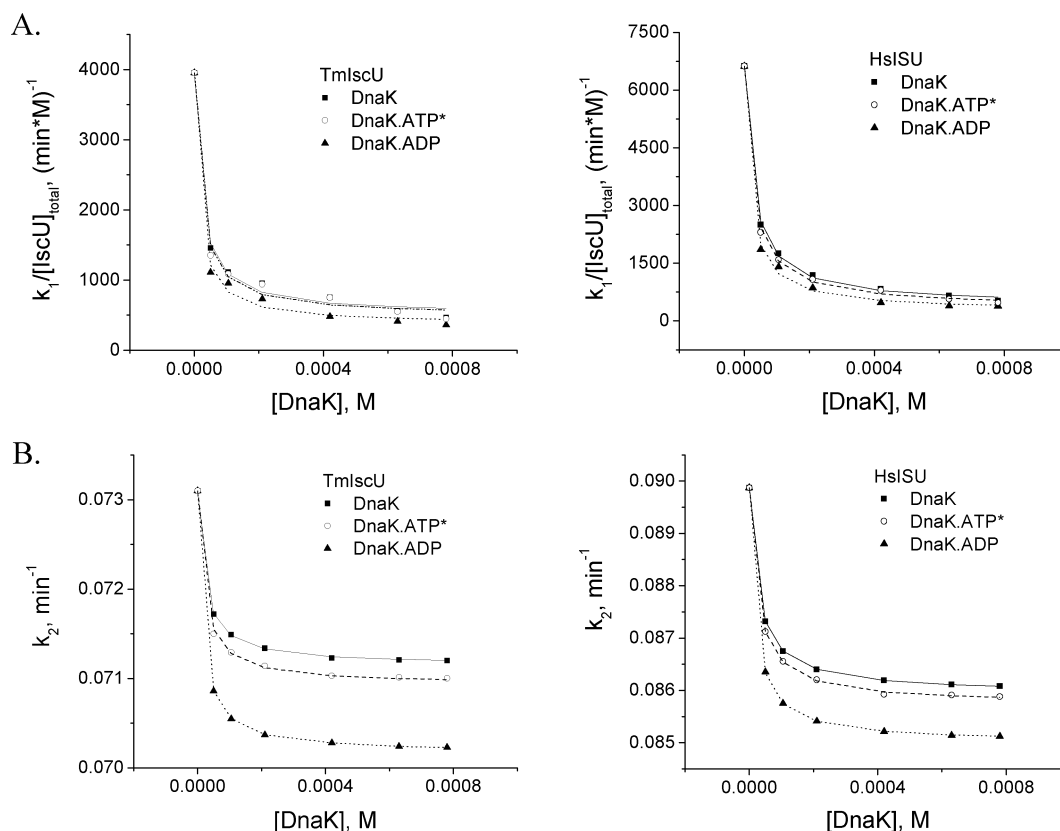 A.
TmIscU
DnaK
DnaK.ATP*
DnaK.ADP
4000
3000
2000
1000
0
k₁/[IscU]total, (min*M)⁻¹
0.0000
0.0004
0.0008
[DnaK], M
HsISU
DnaK
DnaK.ATP*
DnaK.ADP
7500
6000
4500
3000
1500
0
k₁/[IscU]total, (min*M)⁻¹
0.0000
0.0004
0.0008
[DnaK], M
B.
TmIscU
DnaK
DnaK.ATP*
DnaK.ADP
0.073
0.072
0.071
0.070
k₂, min⁻¹
0.0000
0.0004
0.0008
[DnaK], M
HsISU
DnaK
DnaK.ATP*
DnaK.ADP
0.090
0.089
0.088
0.087
0.086
0.085
k₂, min⁻¹
0.0000
0.0004
0.0008
[DnaK], M